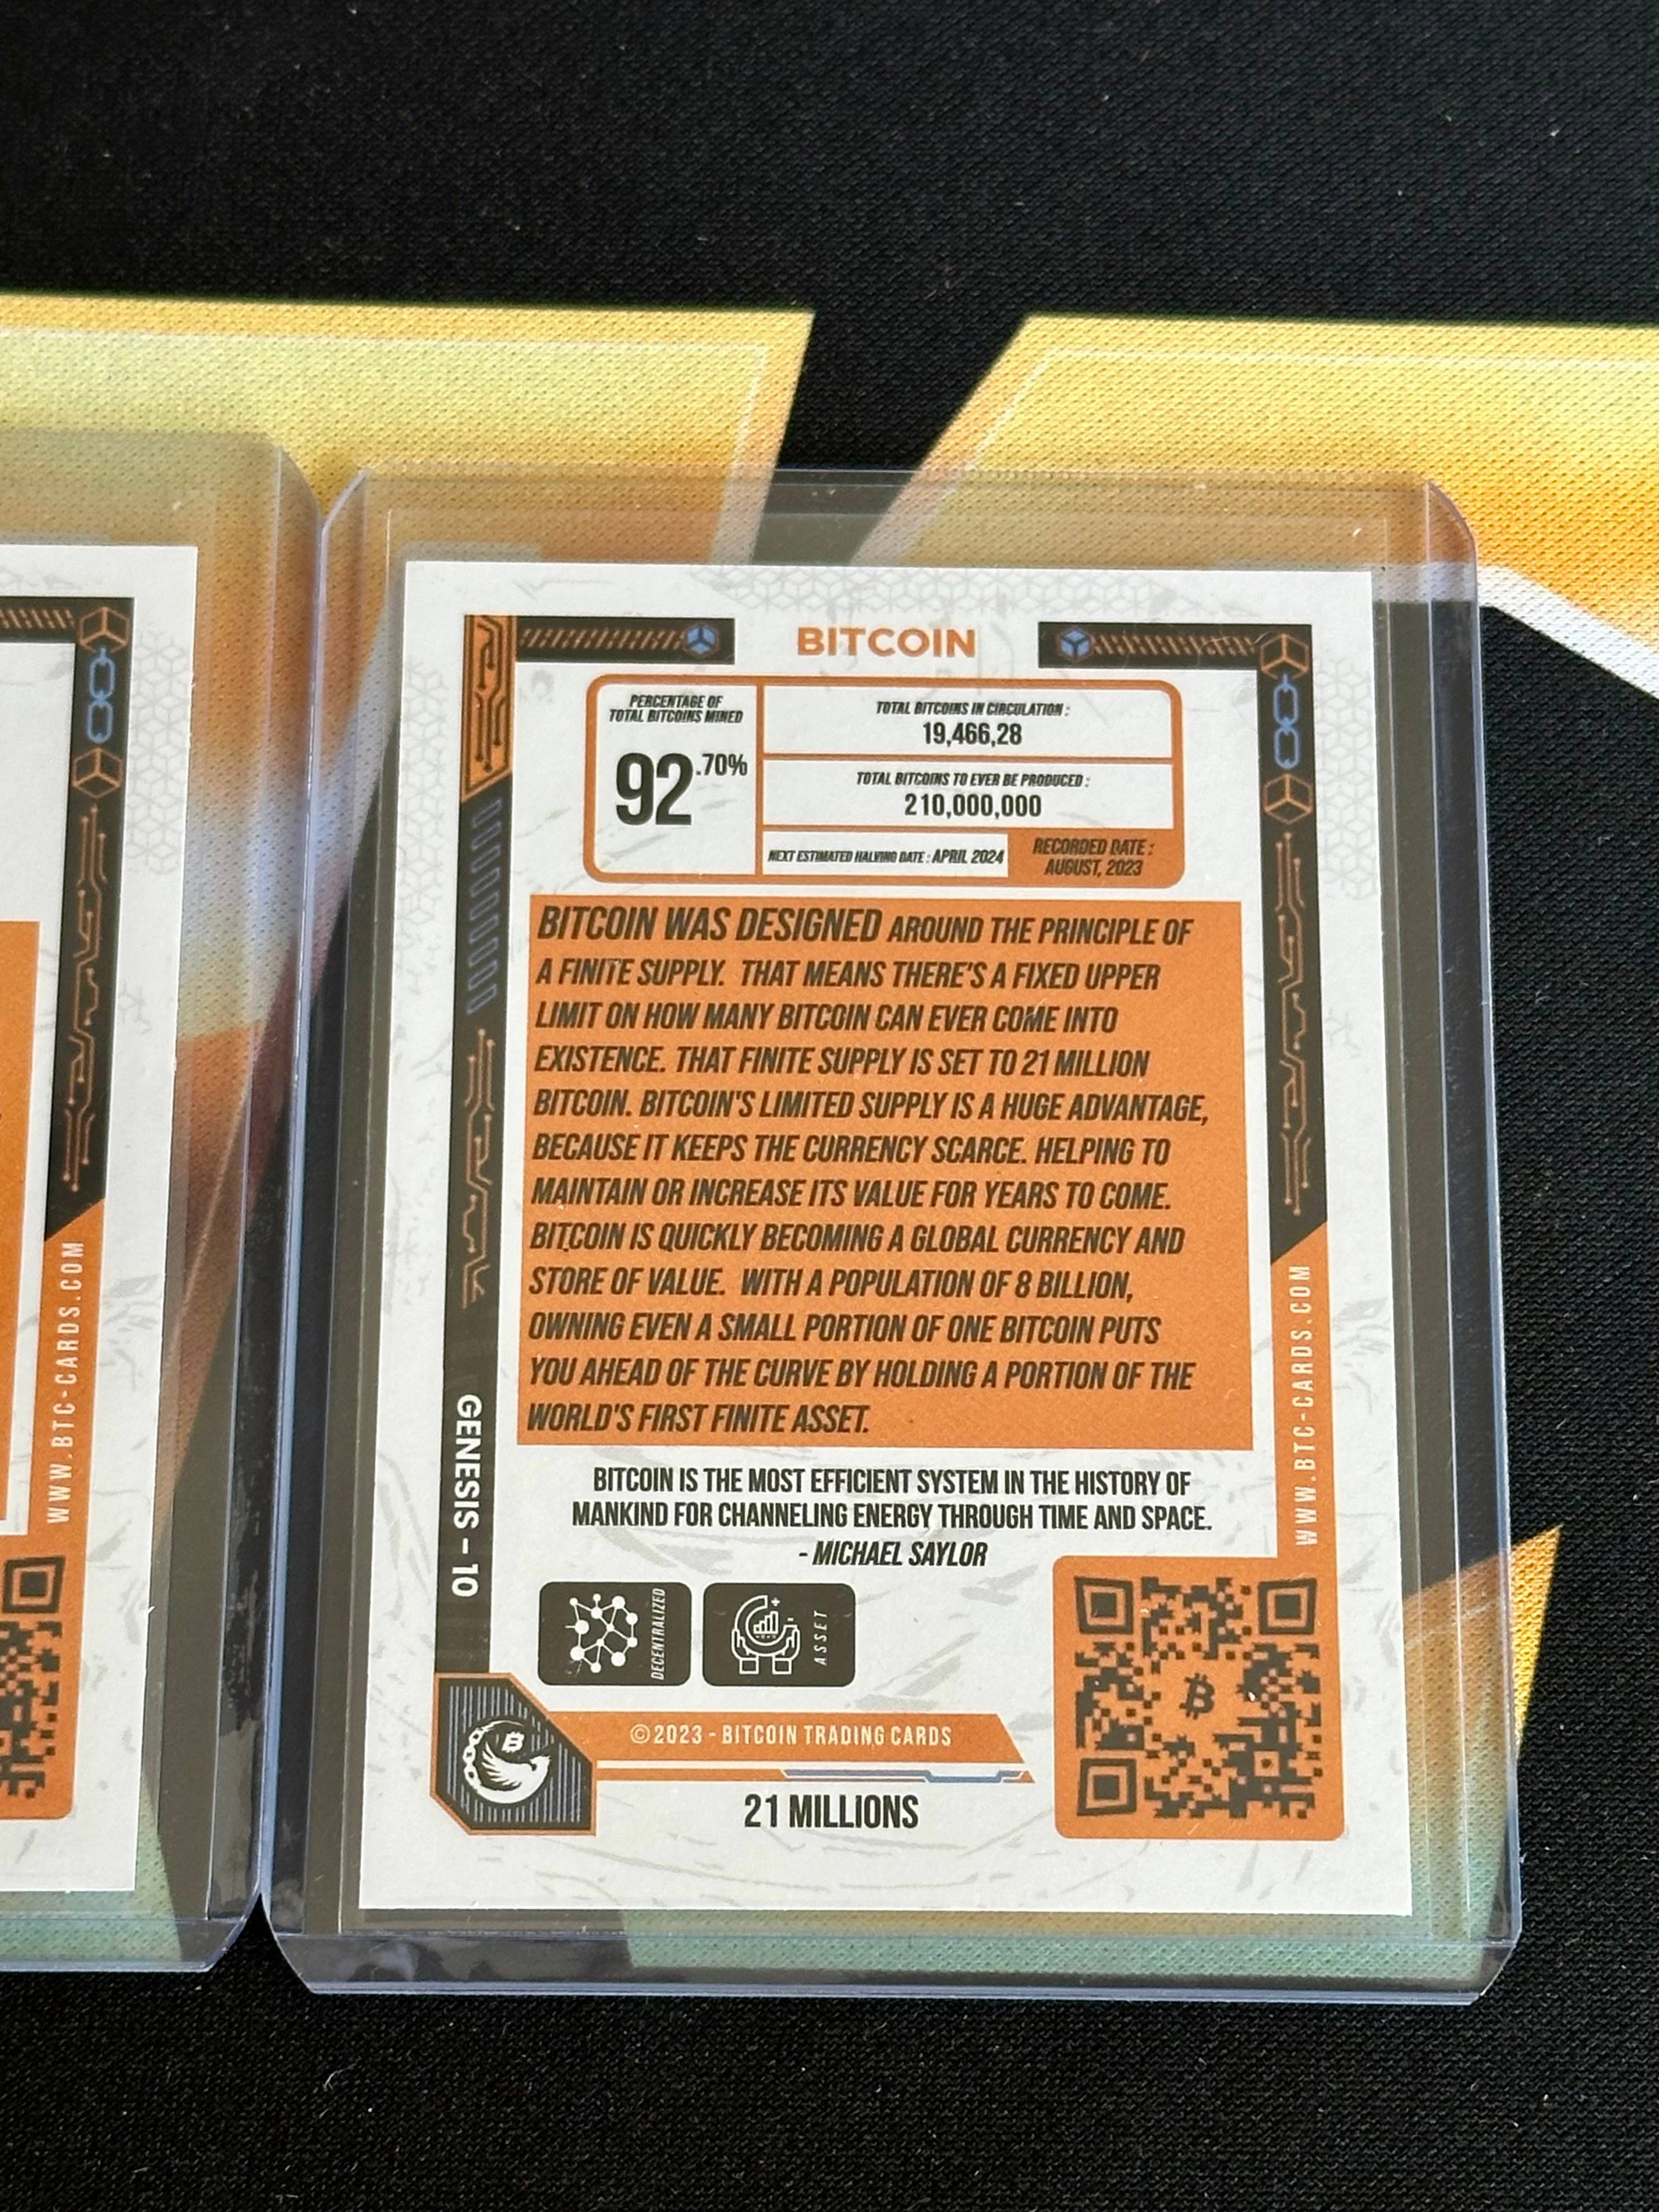 BITCOIN
PERCENTAGE OF
TOTAL BITCOINS MINED
92.70%
TOTAL BITCOINS IN CIRCULATION :
19,466,28
TOTAL BITCOINS TO EVER BE PRODUCED :
210,000,000
NEXT ESTIMATED HALVING DATE : APRIL 2024
RECORDED DATE :
AUGUST, 2023
BITCOIN WAS DESIGNED AROUND THE PRINCIPLE OF
A FINITE SUPPLY. THAT MEANS THERE'S A FIXED UPPER
LIMIT ON HOW MANY BITCOIN CAN EVER COME INTO
EXISTENCE. THAT FINITE SUPPLY IS SET TO 21 MILLION
BITCOIN. BITCOIN'S LIMITED SUPPLY IS A HUGE ADVANTAGE,
BECAUSE IT KEEPS THE CURRENCY SCARCE. HELPING TO
MAINTAIN OR INCREASE ITS VALUE FOR YEARS TO COME.
BITCOIN IS QUICKLY BECOMING A GLOBAL CURRENCY AND
STORE OF VALUE. WITH A POPULATION OF 8 BILLION,
OWNING EVEN A SMALL PORTION OF ONE BITCOIN PUTS
YOU AHEAD OF THE CURVE BY HOLDING A PORTION OF THE
WORLD'S FIRST FINITE ASSET.
BITCOIN IS THE MOST EFFICIENT SYSTEM IN THE HISTORY OF
MANKIND FOR CHANNELING ENERGY THROUGH TIME AND SPACE.
- MICHAEL SAYLOR
DECENTRALIZED
ASSET
GENESIS – 10
WWW.BTC-CARDS.COM
©2023 - BITCOIN TRADING CARDS
21 MILLIONS
WWW.BTC-CARDS.COM